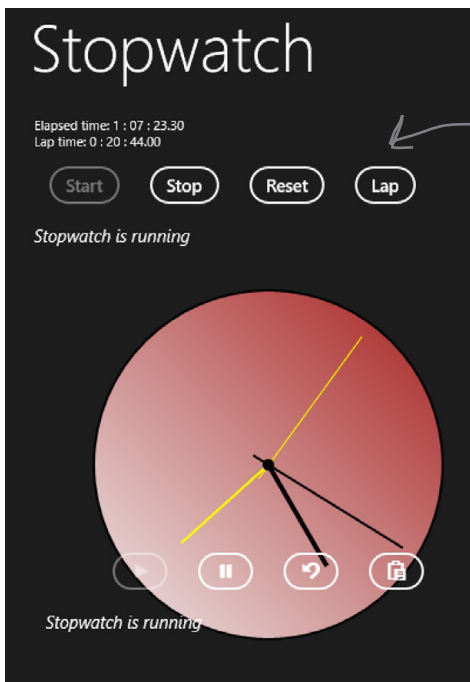 Stopwatch
Elapsed time: 1 : 07 : 23.30
Lap time: 0 : 20 : 44.00
Start Stop Reset Lap
Stopwatch is running
Stopwatch is running